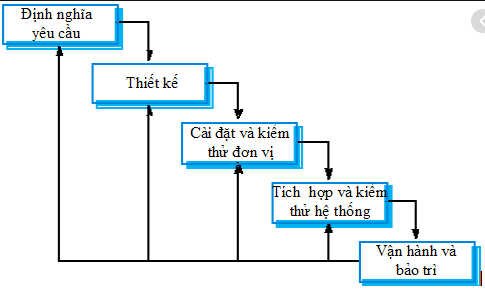 Định nghĩa
yêu cầu
Thiết kế
Cài đặt và kiểm
thử đơn vị
Tích hợp và kiểm
thử hệ thống
Vận hành và
bảo trì